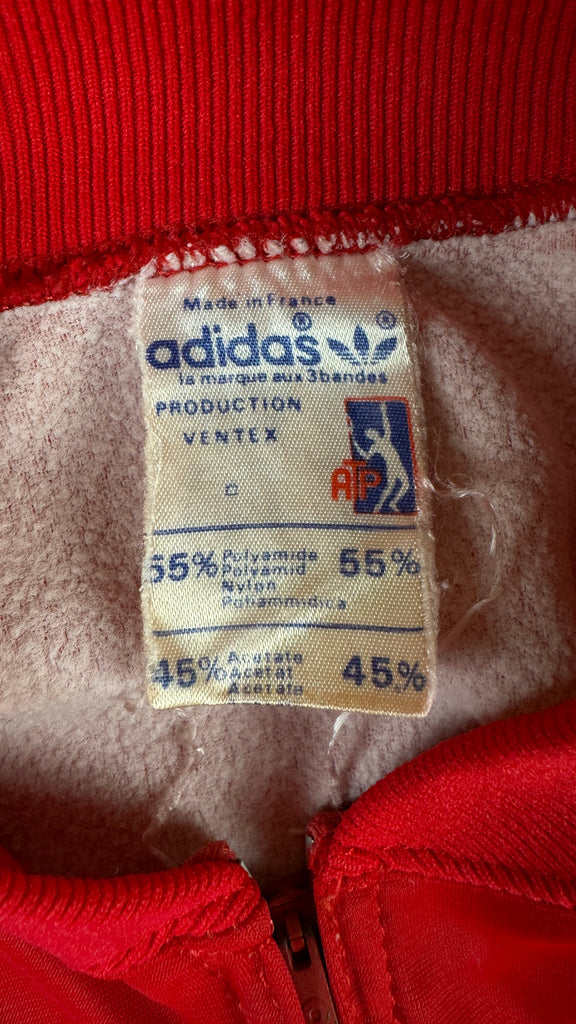 Made in France
adidas® ®
la marque aux 3 bandes
PRODUCTION
VENTEX
ATP
55% Polyamide 55%
Polyamid
Nylon
Poliammidica
45% Acetate 45%
Acetat
Acetate